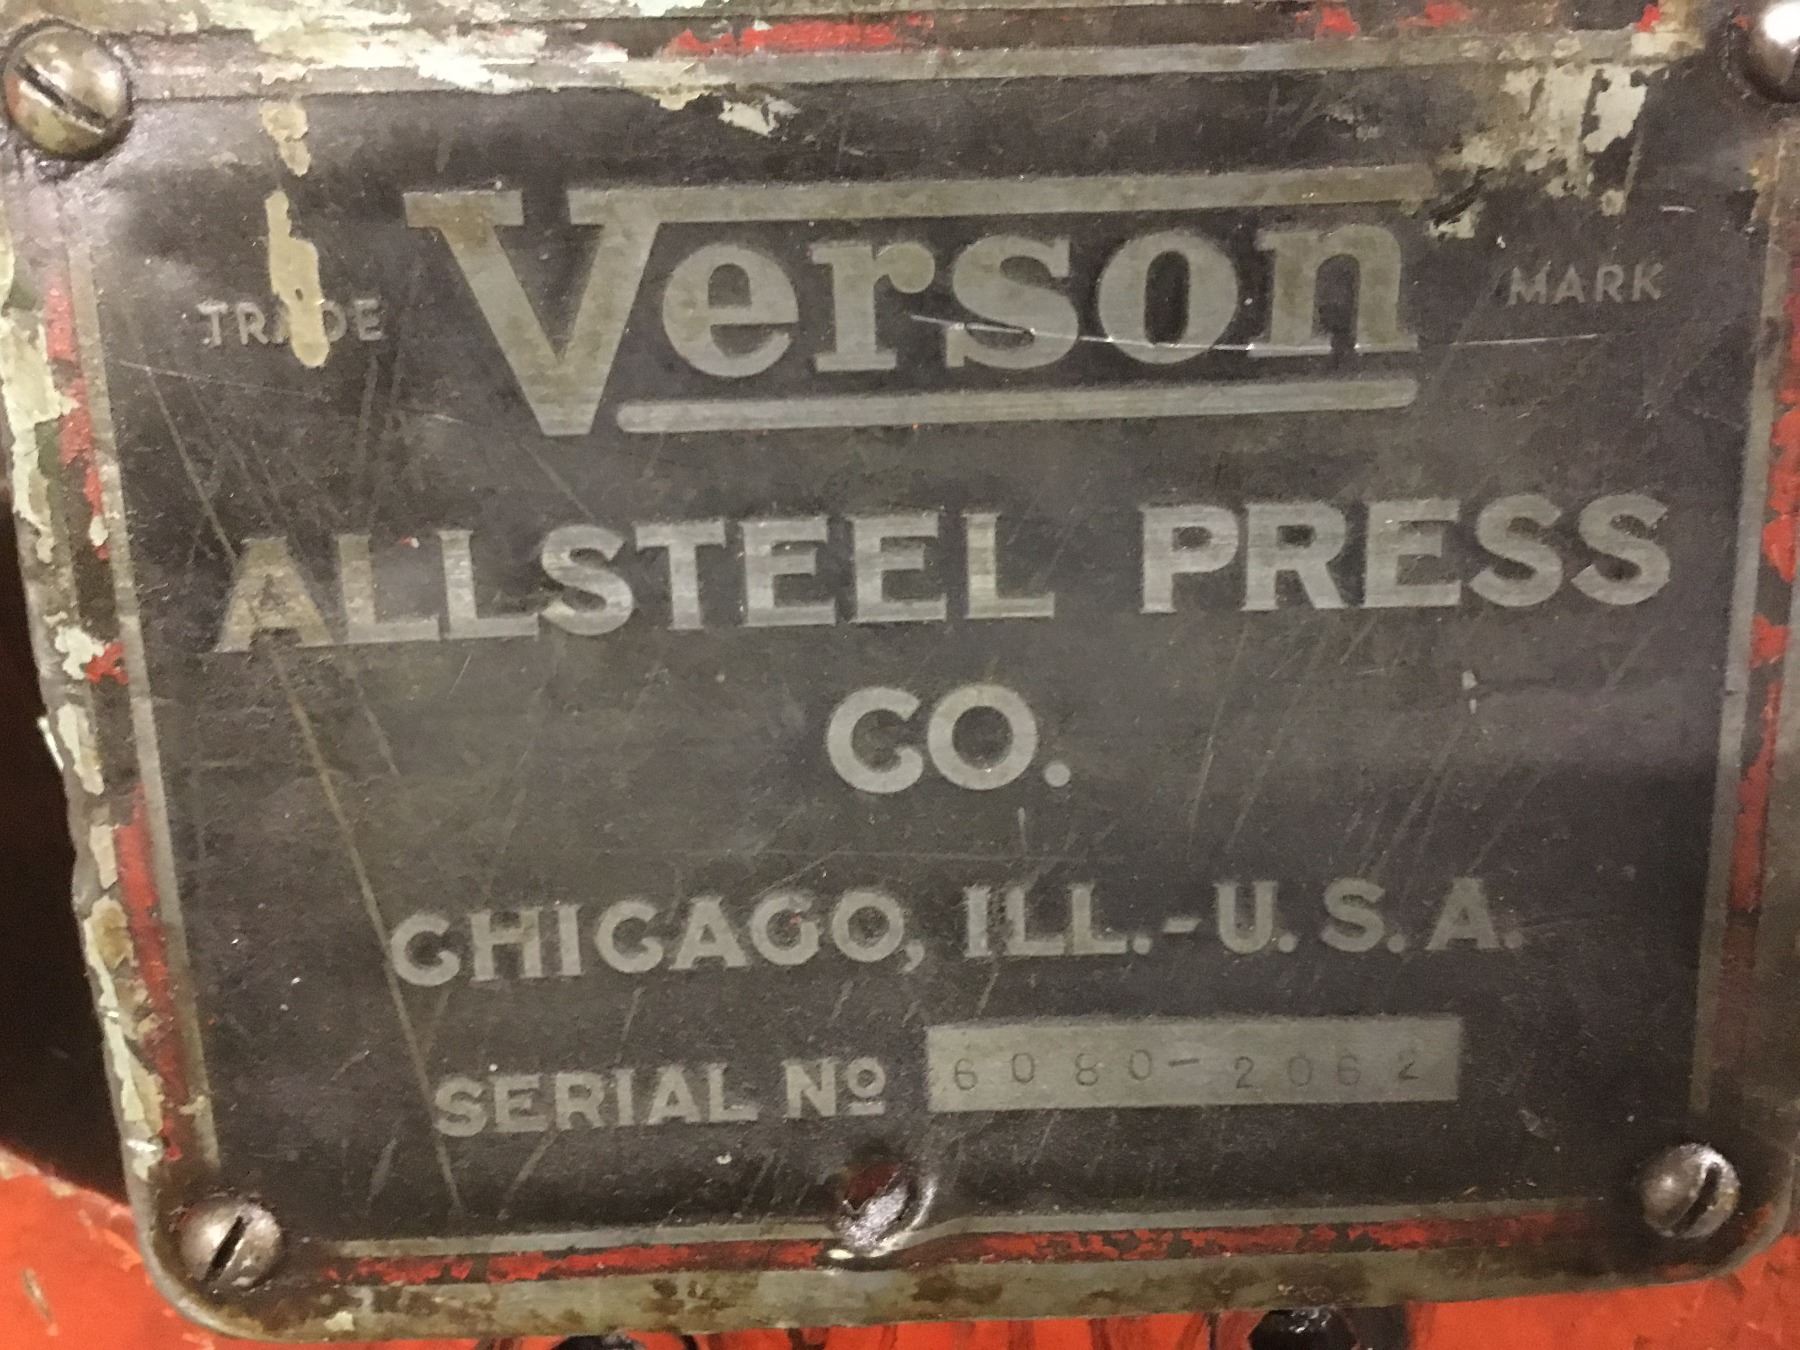 TRADE Verson MARK
ALLSTEEL PRESS
CO.
CHICAGO, ILL.-U.S.A.
SERIAL Nº 6080-2062